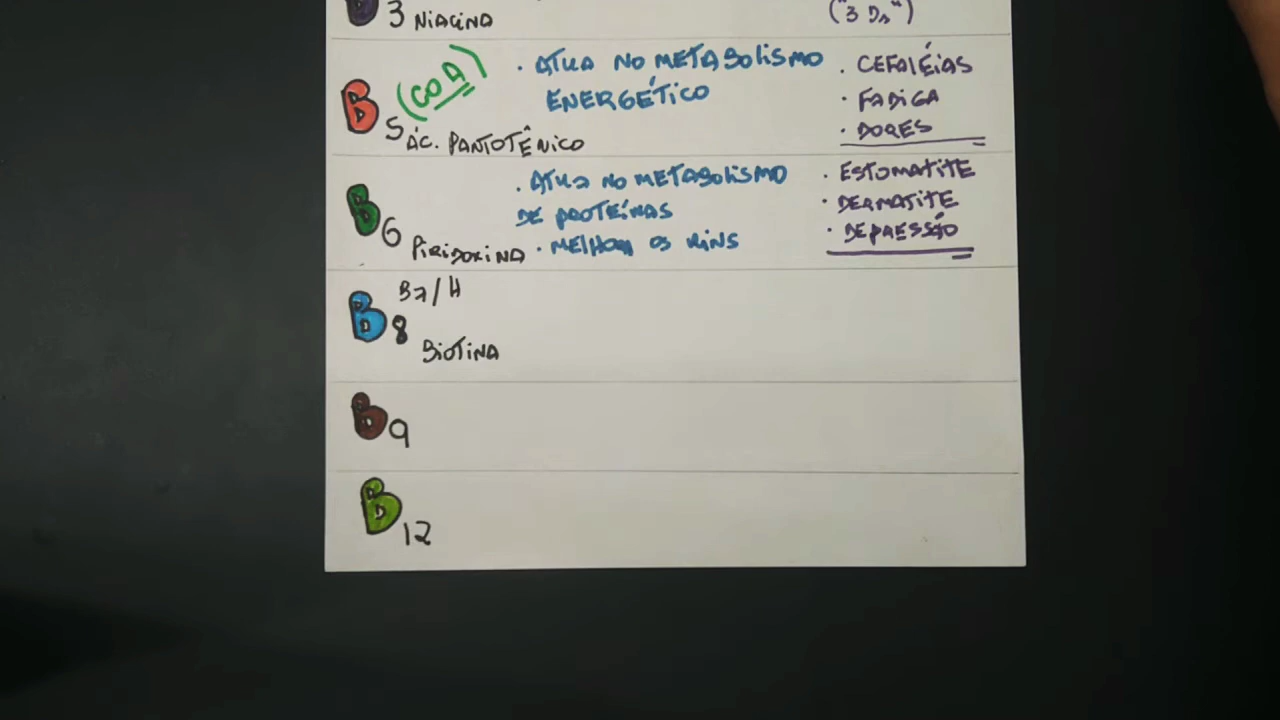 B3 NIACINA
("3 Ds")
B5 (COA) ÁC. PANTOTÊNICO
• ATUA NO METABOLISMO
ENERGÉTICO
• CEFALÉIAS
• FADIGA
• DORES
B6 PIRIDOXINA
• ATUA NO METABOLISMO
DE PROTEÍNAS
• MELHORA OS RINS
• ESTOMATITE
• DERMATITE
• DEPRESSÃO
B8 B7/H
BIOTINA
B9
B12